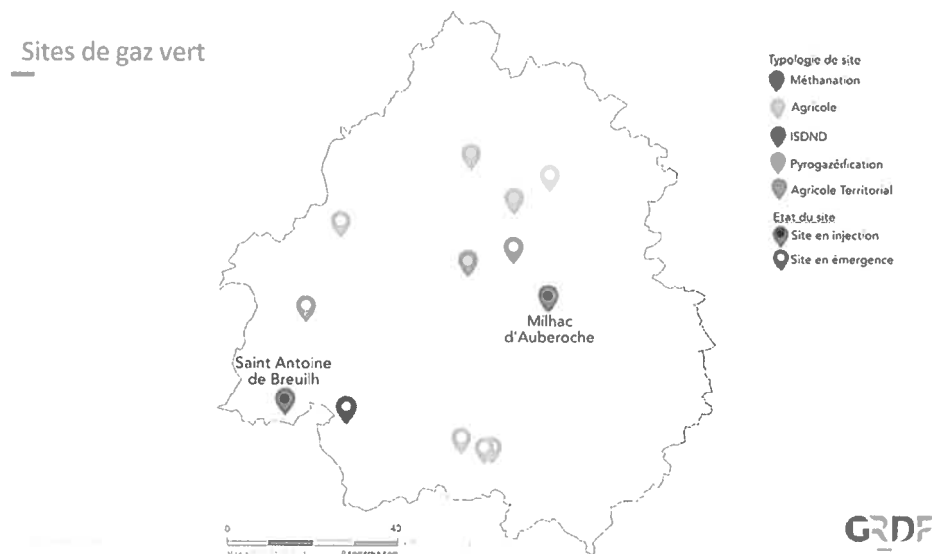 Sites de gaz vert
Typologie de site
Méthanation
Agricole
ISDND
Pyrogazéification
Agricole Territorial
Etat du site
Site en injection
Site en émergence
Milhac
d'Auberoche
Saint Antoine
de Breuilh
0
40
GRDF